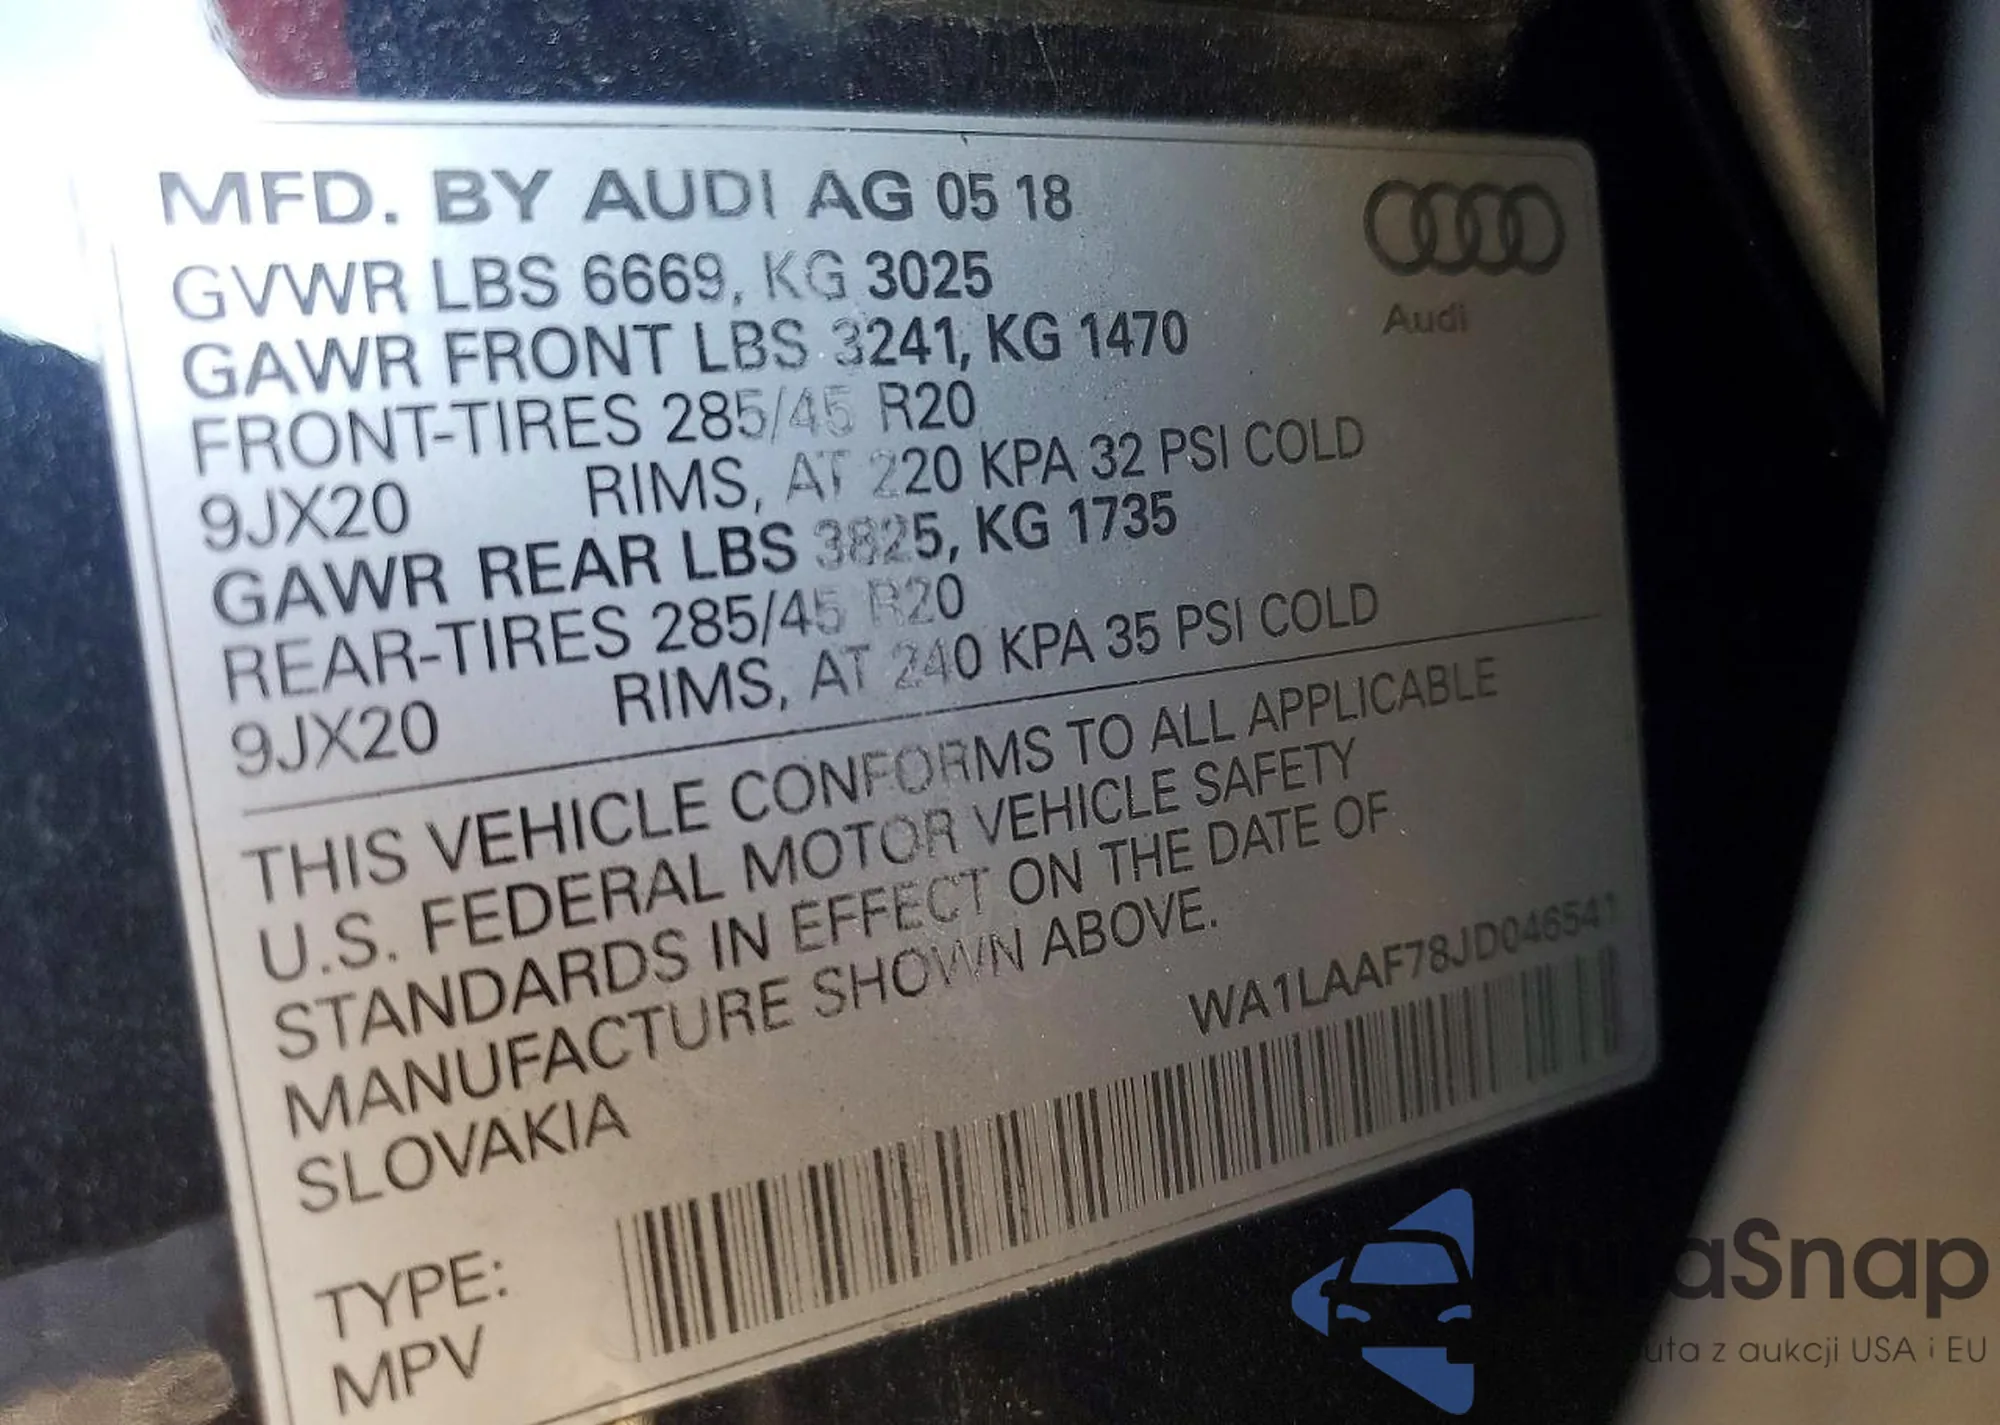 MFD. BY AUDI AG 05 18
GVWR LBS 6669, KG 3025
GAWR FRONT LBS 3241, KG 1470
FRONT-TIRES 285/45 R20
9JX20 RIMS, AT 220 KPA 32 PSI COLD
GAWR REAR LBS 3825, KG 1735
REAR-TIRES 285/45 R20
9JX20 RIMS, AT 240 KPA 35 PSI COLD
Audi
THIS VEHICLE CONFORMS TO ALL APPLICABLE
U.S. FEDERAL MOTOR VEHICLE SAFETY
STANDARDS IN EFFECT ON THE DATE OF
MANUFACTURE SHOWN ABOVE.
SLOVAKIA
WA1LAAF78JD046541
TYPE:
MPV
z aukcji USA i EU